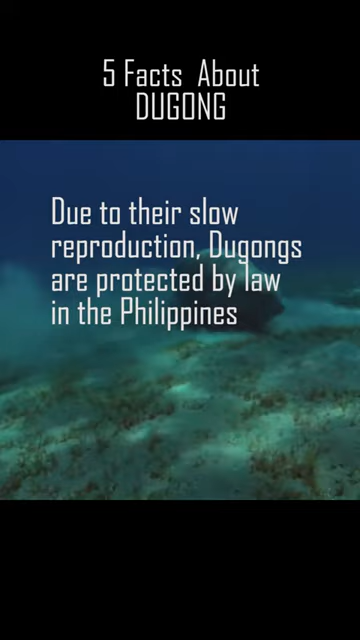 5 Facts About
DUGONG
Due to their slow
reproduction, Dugongs
are protected by law
in the Philippines